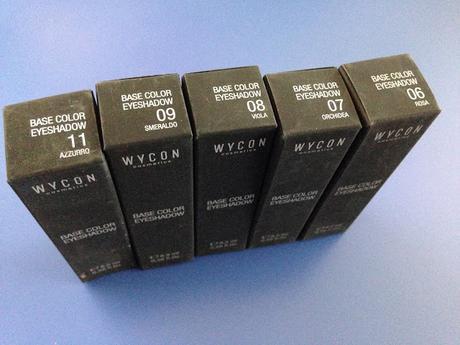 BASE COLOR
EYESHADOW
11
AZZURRO
WYCON
cosmetics
BASE COLOR
EYESHADOW
BASE COLOR
EYESHADOW
09
SMERALDO
WYCON
cosmetics
BASE COLOR
EYESHADOW
BASE COLOR
EYESHADOW
08
VIOLA
WYCON
cosmetics
BASE COLOR
EYESHADOW
BASE COLOR
EYESHADOW
07
ORCHIDEA
WYCON
cosmetics
BASE COLOR
EYESHADOW
BASE COLOR
EYESHADOW
06
ROSA
WYCON
cosmetics
BASE COLOR
EYESHADOW